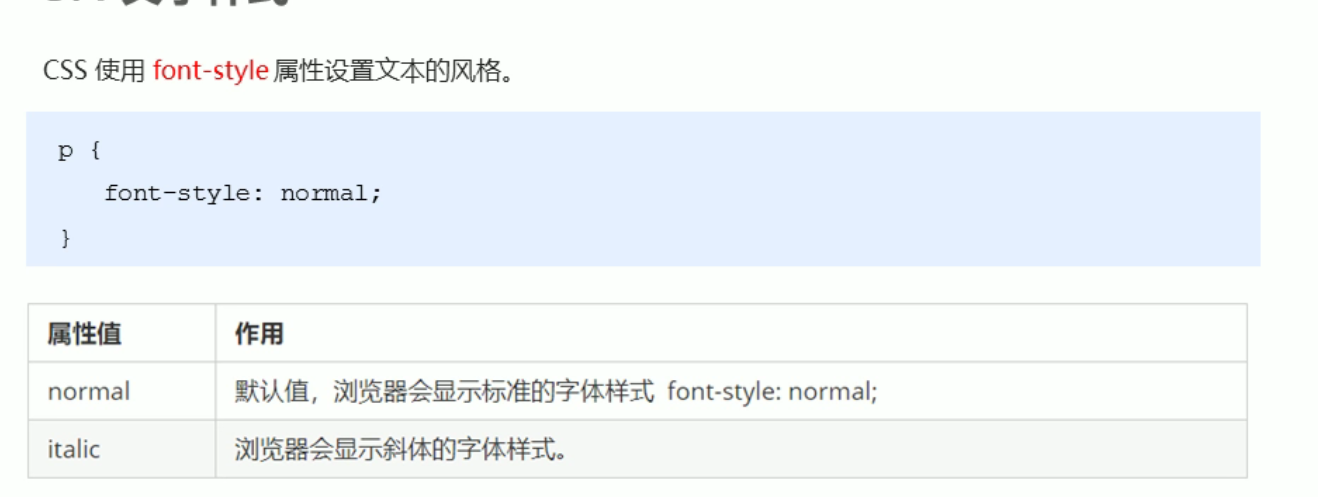 CSS 使用 font-style 属性设置文本的风格。
p {
font-style: normal;
}
属性值 作用
normal 默认值，浏览器会显示标准的字体样式 font-style: normal;
italic 浏览器会显示斜体的字体样式。